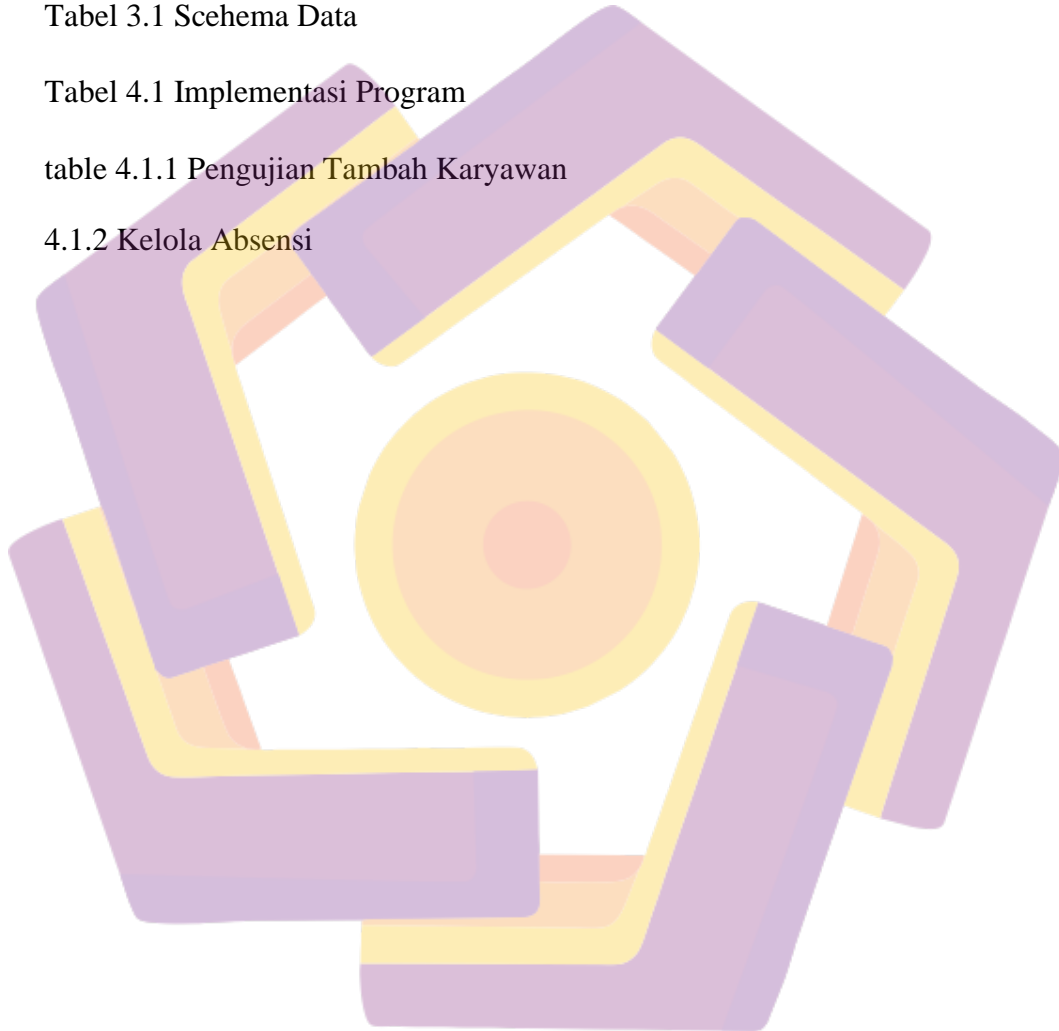 Tabel 3.1 Scehema Data
Tabel 4.1 Implementasi Program
table 4.1.1 Pengujian Tambah Karyawan
4.1.2 Kelola Absensi